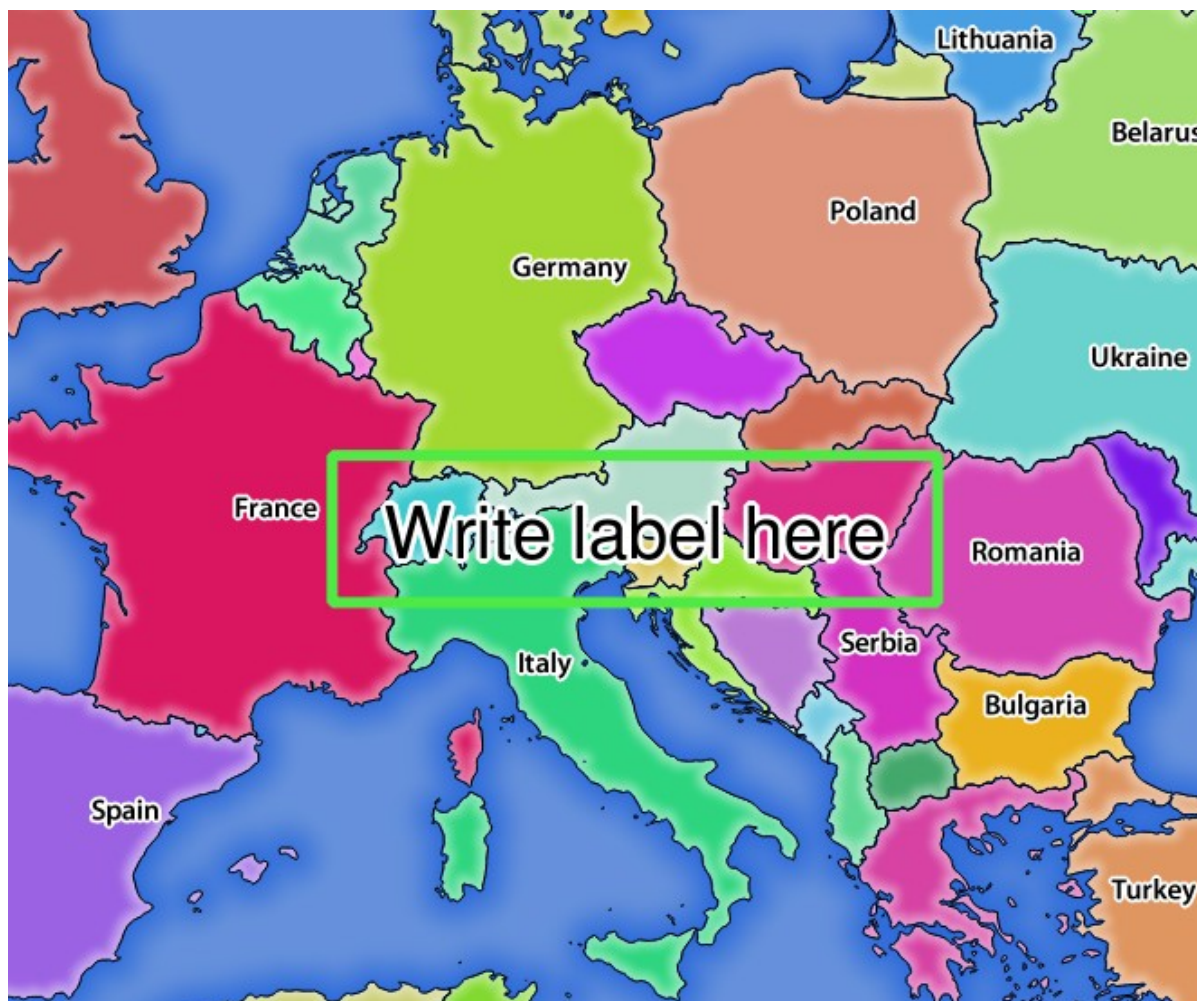 Lithuania
Belarus
Poland
Germany
Ukraine
France
Write label here
Romania
Serbia
Italy
Bulgaria
Spain
Turkey